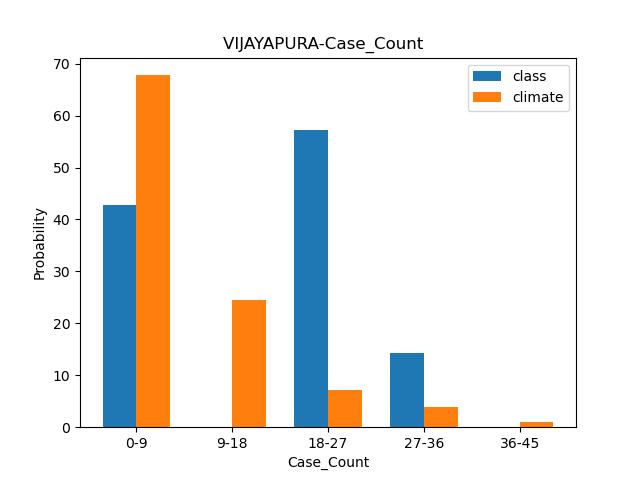 VIJAYAPURA-Case_Count
class
climate
70
60
50
40
30
20
10
0
Probability
0-9 9-18 18-27 27-36 36-45
Case_Count